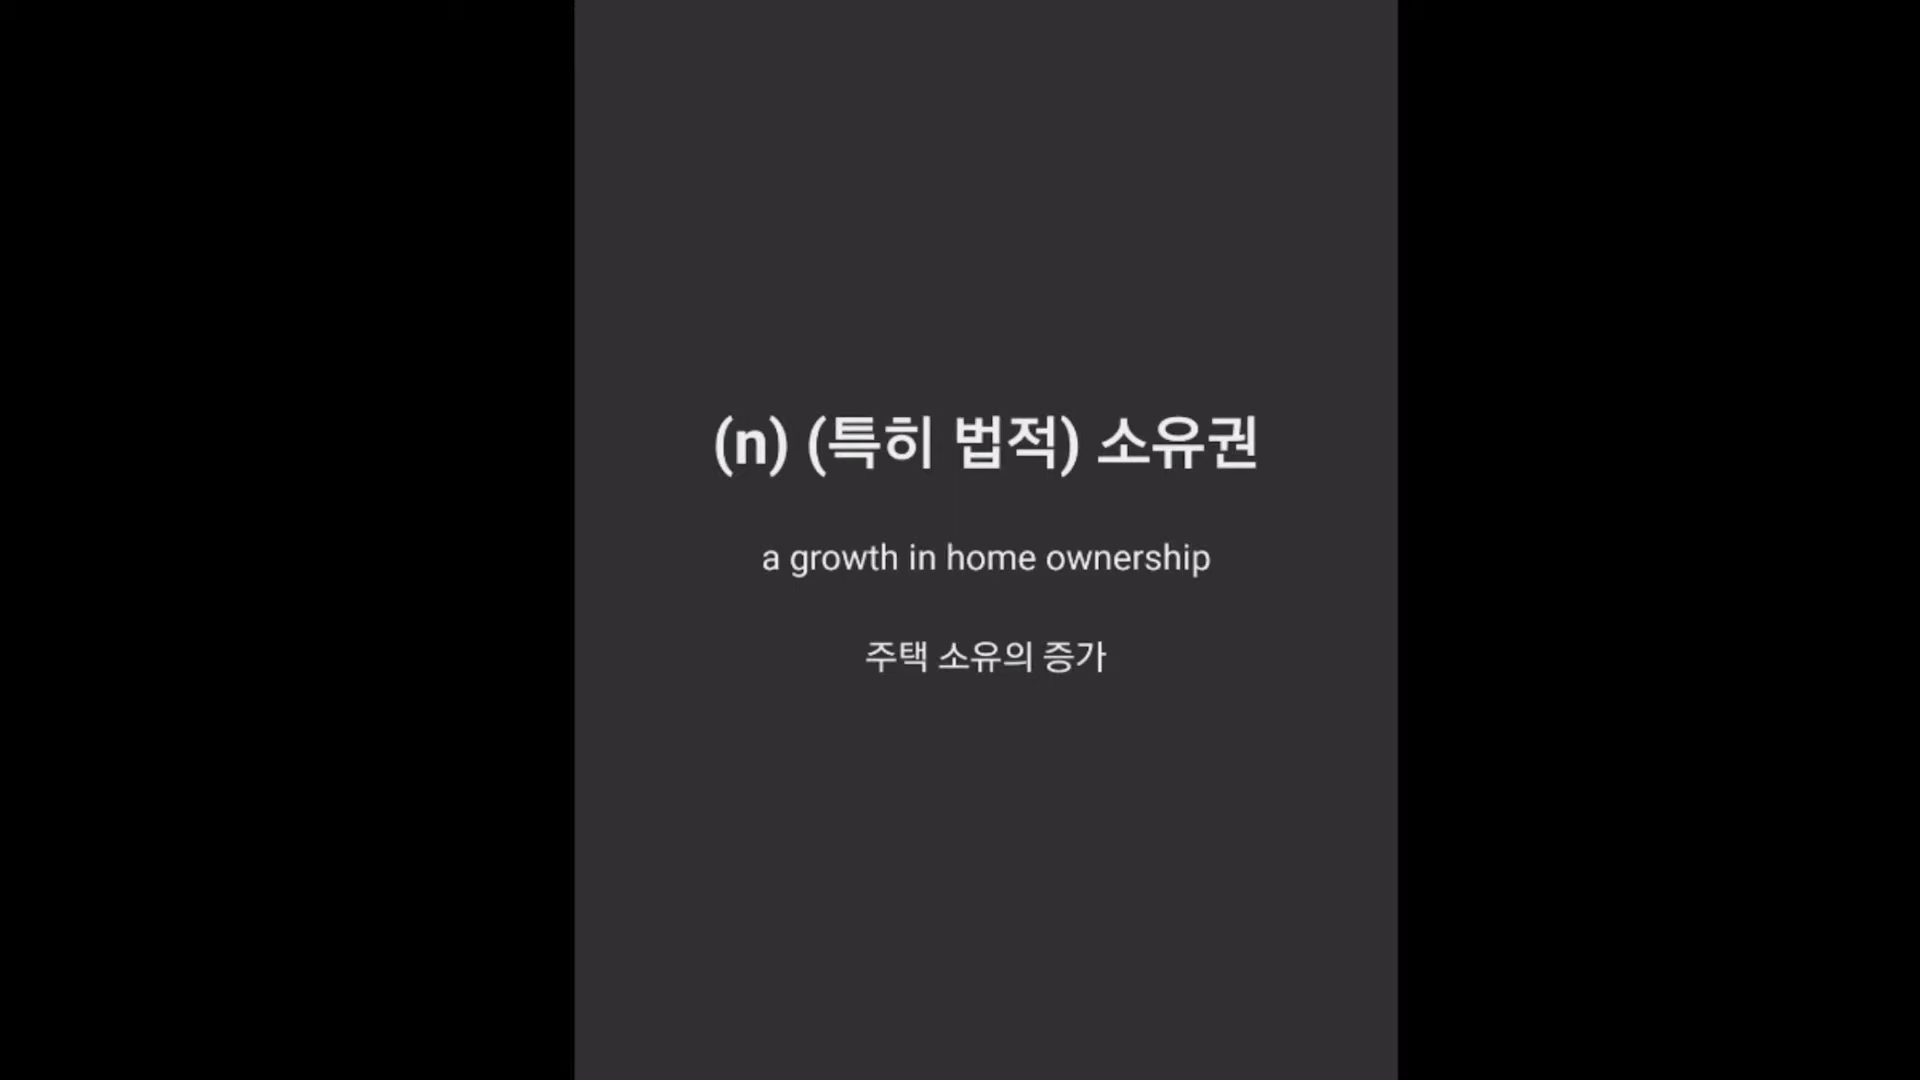 (n) (특히 법적) 소유권
a growth in home ownership
주택 소유의 증가